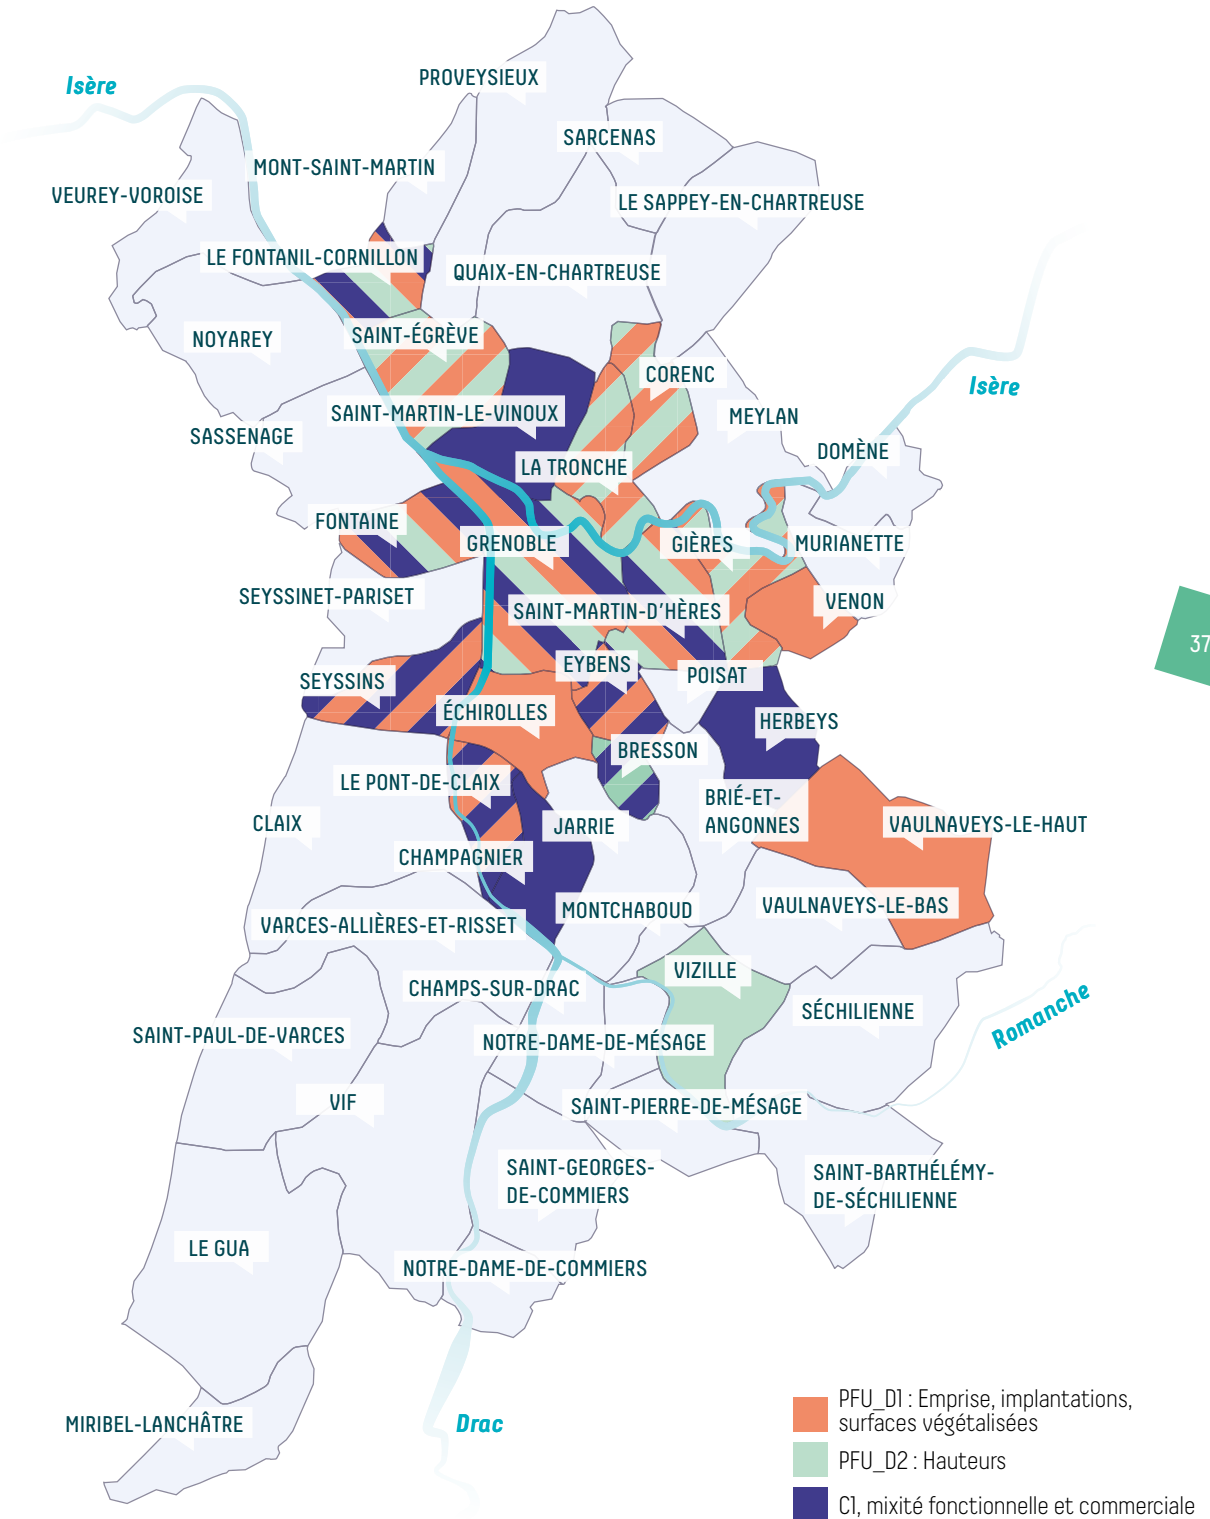 PROVEYSIEUX
Isère
SARCENAS
MONT-SAINT-MARTIN
VEUREY-VOROISE
LE SAPPEY-EN-CHARTREUSE
LE FONTANIL-CORNILLON
QUAIX-EN-CHARTREUSE
NOYAREY
SAINT-ÉGRÈVE
CORENC
Isère
SAINT-MARTIN-LE-VINOUX
MEYLAN
SASSENAGE
DOMÈNE
LA TRONCHE
FONTAINE
GRENOBLE
GIÈRES
MURIANETTE
SEYSSINET-PARISET
SAINT-MARTIN-D'HÈRES
VENON
37
EYBENS
POISAT
SEYSSINS
ÉCHIROLLES
HERBEYS
BRESSON
LE PONT-DE-CLAIX
BRIÉ-ET-
ANGONNES
CLAIX
JARRIE
VAULNAVEYS-LE-HAUT
CHAMPAGNIER
VAULNAVEYS-LE-BAS
MONTCHABOUD
VARCES-ALLIÈRES-ET-RISSET
VIZILLE
CHAMPS-SUR-DRAC
SÉCHILIENNE
Romanche
SAINT-PAUL-DE-VARCES
NOTRE-DAME-DE-MÉSAGE
VIF
SAINT-PIERRE-DE-MÉSAGE
SAINT-GEORGES-
DE-COMMIERS
SAINT-BARTHÉLÉMY-
DE-SÉCHILIENNE
LE GUA
NOTRE-DAME-DE-COMMIERS
MIRIBEL-LANCHÂTRE
Drac
PFU_D1 : Emprise, implantations,
surfaces végétalisées
PFU_D2 : Hauteurs
C1, mixité fonctionnelle et commerciale